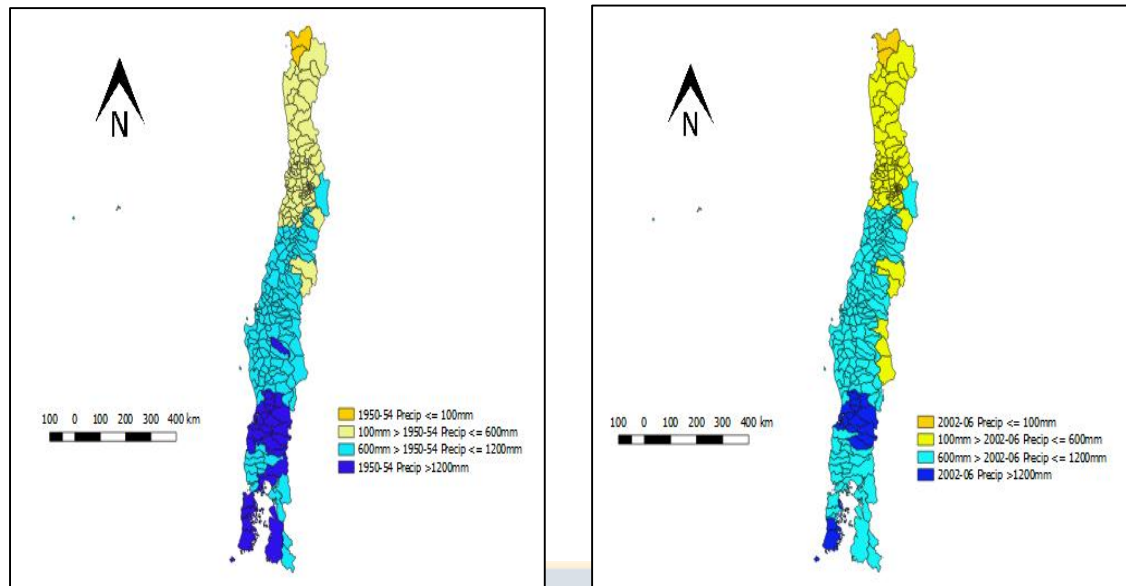 N
100 0 100 200 300 400 km
1950-54 Precip <= 100mm
100mm > 1950-54 Precip <= 600mm
600mm > 1950-54 Precip <= 1200mm
1950-54 Precip >1200mm
N
100 0 100 200 300 400 km
2002-06 Precip <= 100mm
100mm > 2002-06 Precip <= 600mm
600mm > 2002-06 Precip <= 1200mm
2002-06 Precip >1200mm